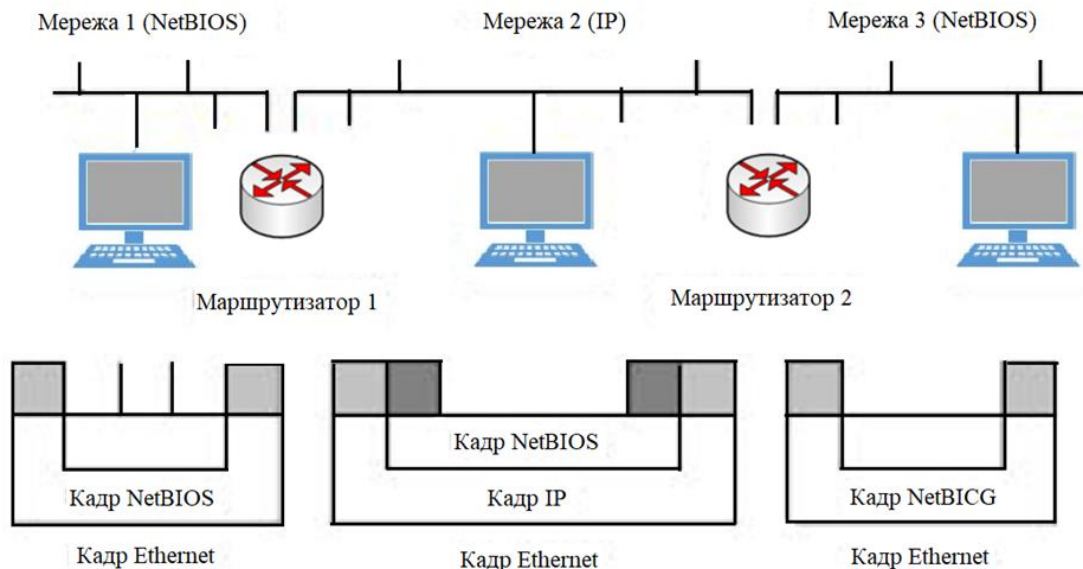 Мережа 1 (NetBIOS)
Мережа 2 (IP)
Мережа 3 (NetBIOS)
Маршрутизатор 1
Маршрутизатор 2
Кадр NetBIOS
Кадр Ethernet
Кадр NetBIOS
Кадр IP
Кадр Ethernet
Кадр NetBICG
Кадр Ethernet